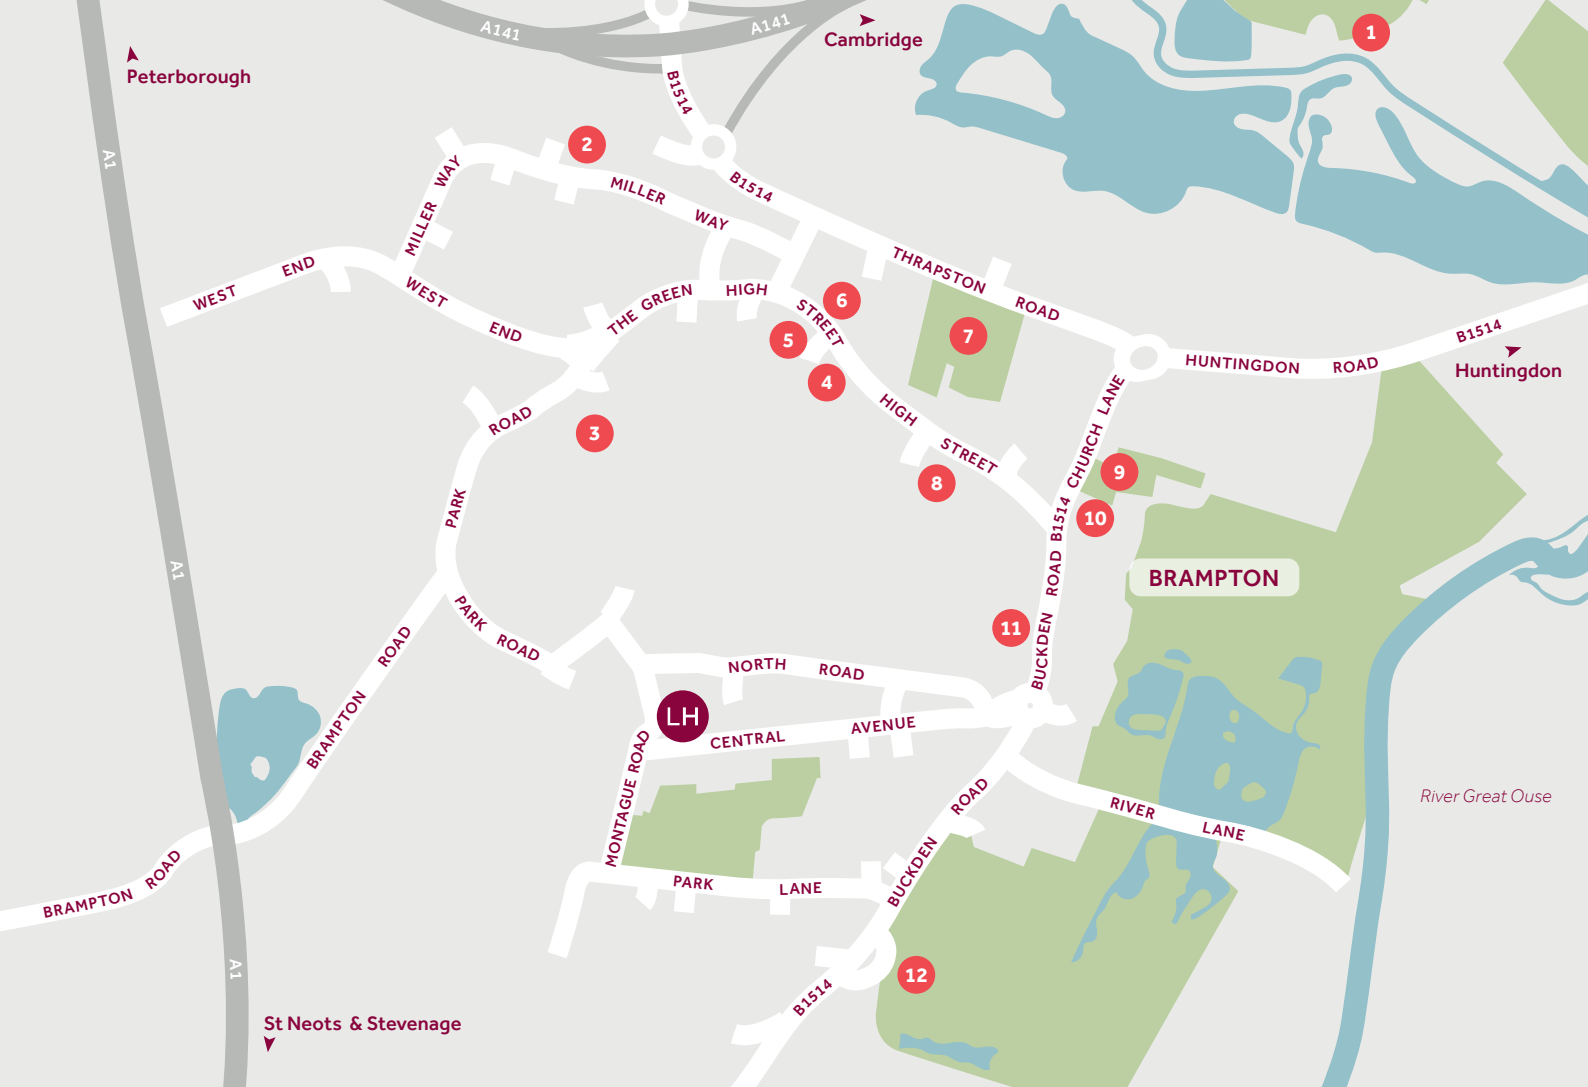 A141
A141
Cambridge
1
Peterborough
B1514
A1
2
MILLER WAY
MILLER WAY
B1514
WEST END
WEST END
THE GREEN
HIGH STREET
THRAPSTON ROAD
6
5
7
4
B1514
Huntingdon
HUNTINGDON ROAD
CHURCH LANE
HIGH STREET
3
PARK ROAD
8
9
10
B1514
BRAMPTON
BUCKDEN ROAD
11
PARK ROAD
BRAMPTON ROAD
NORTH ROAD
LH
CENTRAL AVENUE
MONTAGUE ROAD
A1
RIVER LANE
River Great Ouse
BUCKDEN ROAD
PARK LANE
BRAMPTON ROAD
A1
12
B1514
St Neots & Stevenage